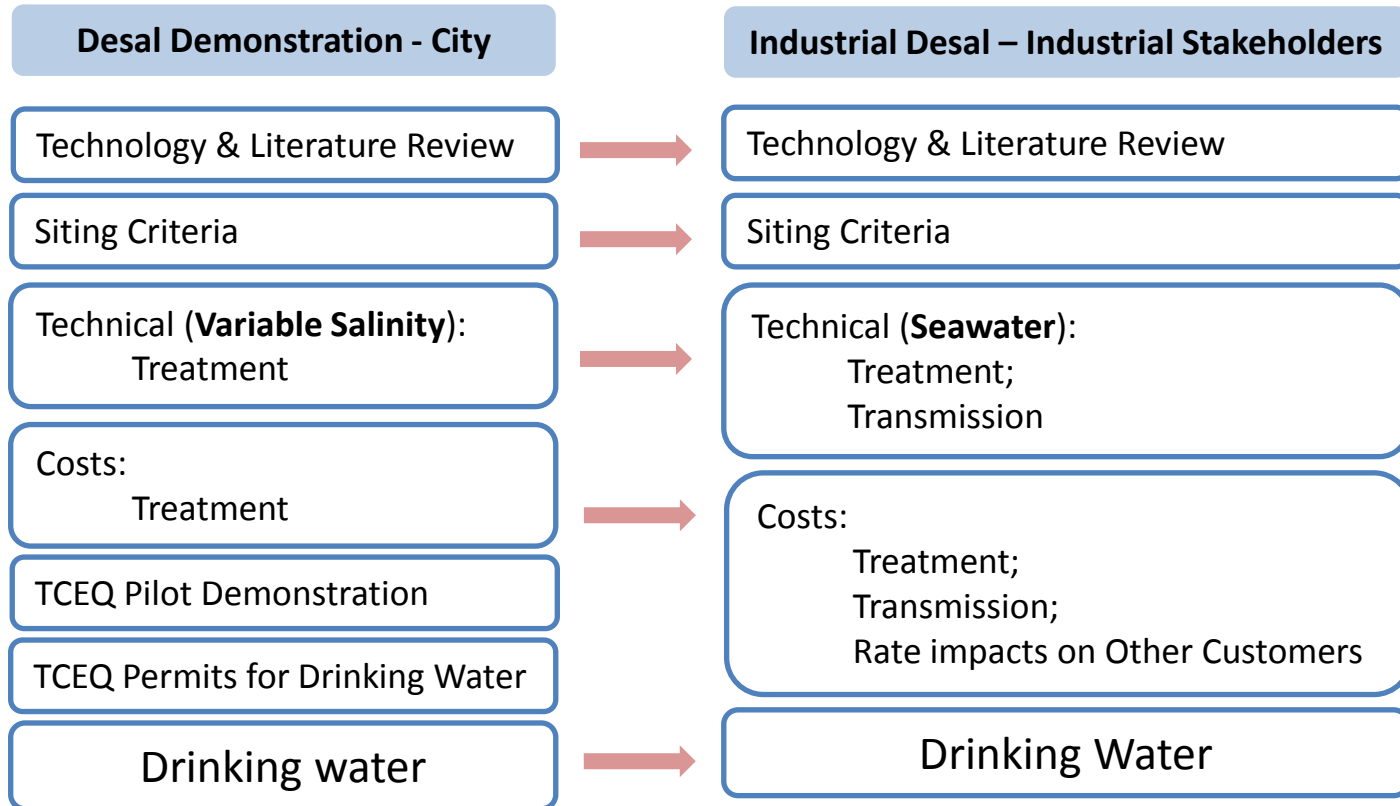 Desal Demonstration - City
Technology & Literature Review
Siting Criteria
Technical (Variable Salinity):
Treatment
Costs:
Treatment
TCEQ Pilot Demonstration
TCEQ Permits for Drinking Water
Drinking water
Industrial Desal – Industrial Stakeholders
Technology & Literature Review
Siting Criteria
Technical (Seawater):
Treatment;
Transmission
Costs:
Treatment;
Transmission;
Rate impacts on Other Customers
Drinking Water